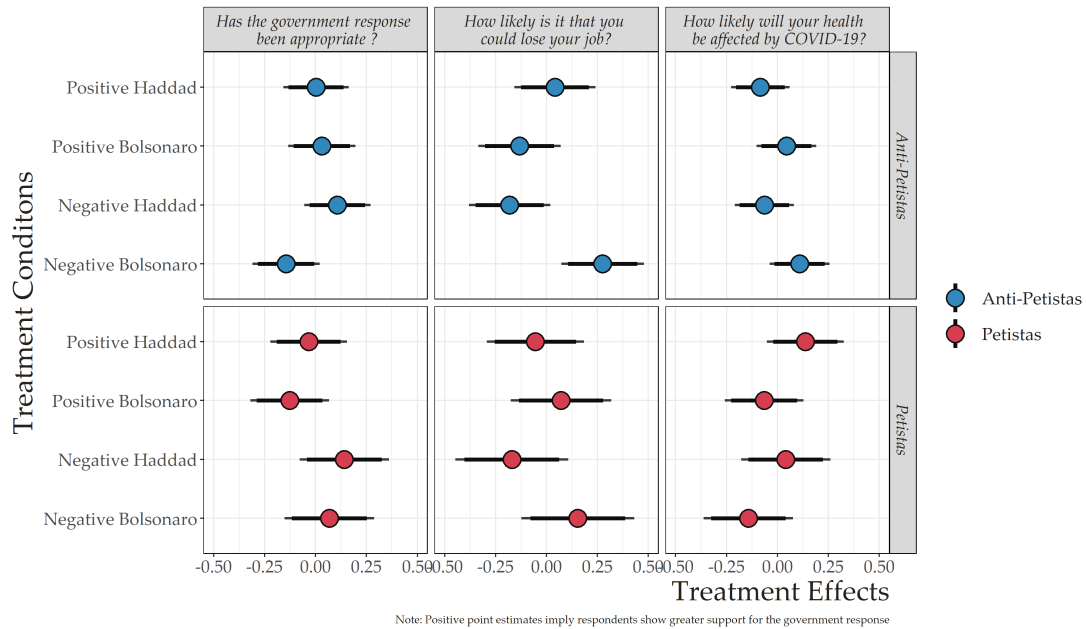 Has the government response
been appropriate ?
How likely is it that you
could lose your job?
How likely will your health
be affected by COVID-19?
Treatment Conditons
Positive Haddad
Positive Bolsonaro
Negative Haddad
Negative Bolsonaro
Anti-Petistas
Positive Haddad
Positive Bolsonaro
Negative Haddad
Negative Bolsonaro
Petistas
Anti-Petistas
Petistas
-0.50 -0.25 0.00 0.25 0.50
-0.50 -0.25 0.00 0.25 0.50
-0.50 -0.25 0.00 0.25 0.50
Treatment Effects
Note: Positive point estimates imply respondents show greater support for the government response